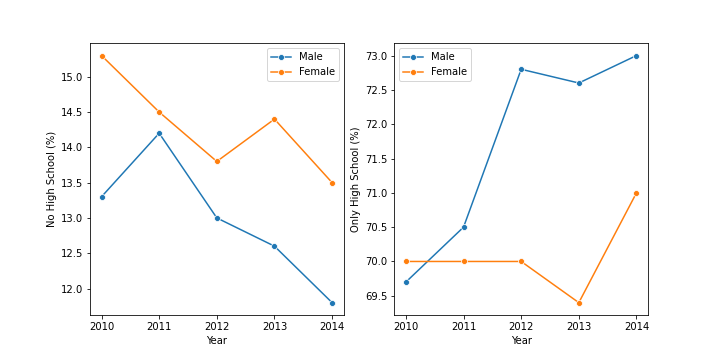 No High School (%)
15.0
14.5
14.0
13.5
13.0
12.5
12.0
2010 2011 2012 2013 2014
Year
Male
Female
Only High School (%)
73.0
72.5
72.0
71.5
71.0
70.5
70.0
69.5
2010 2011 2012 2013 2014
Year
Male
Female